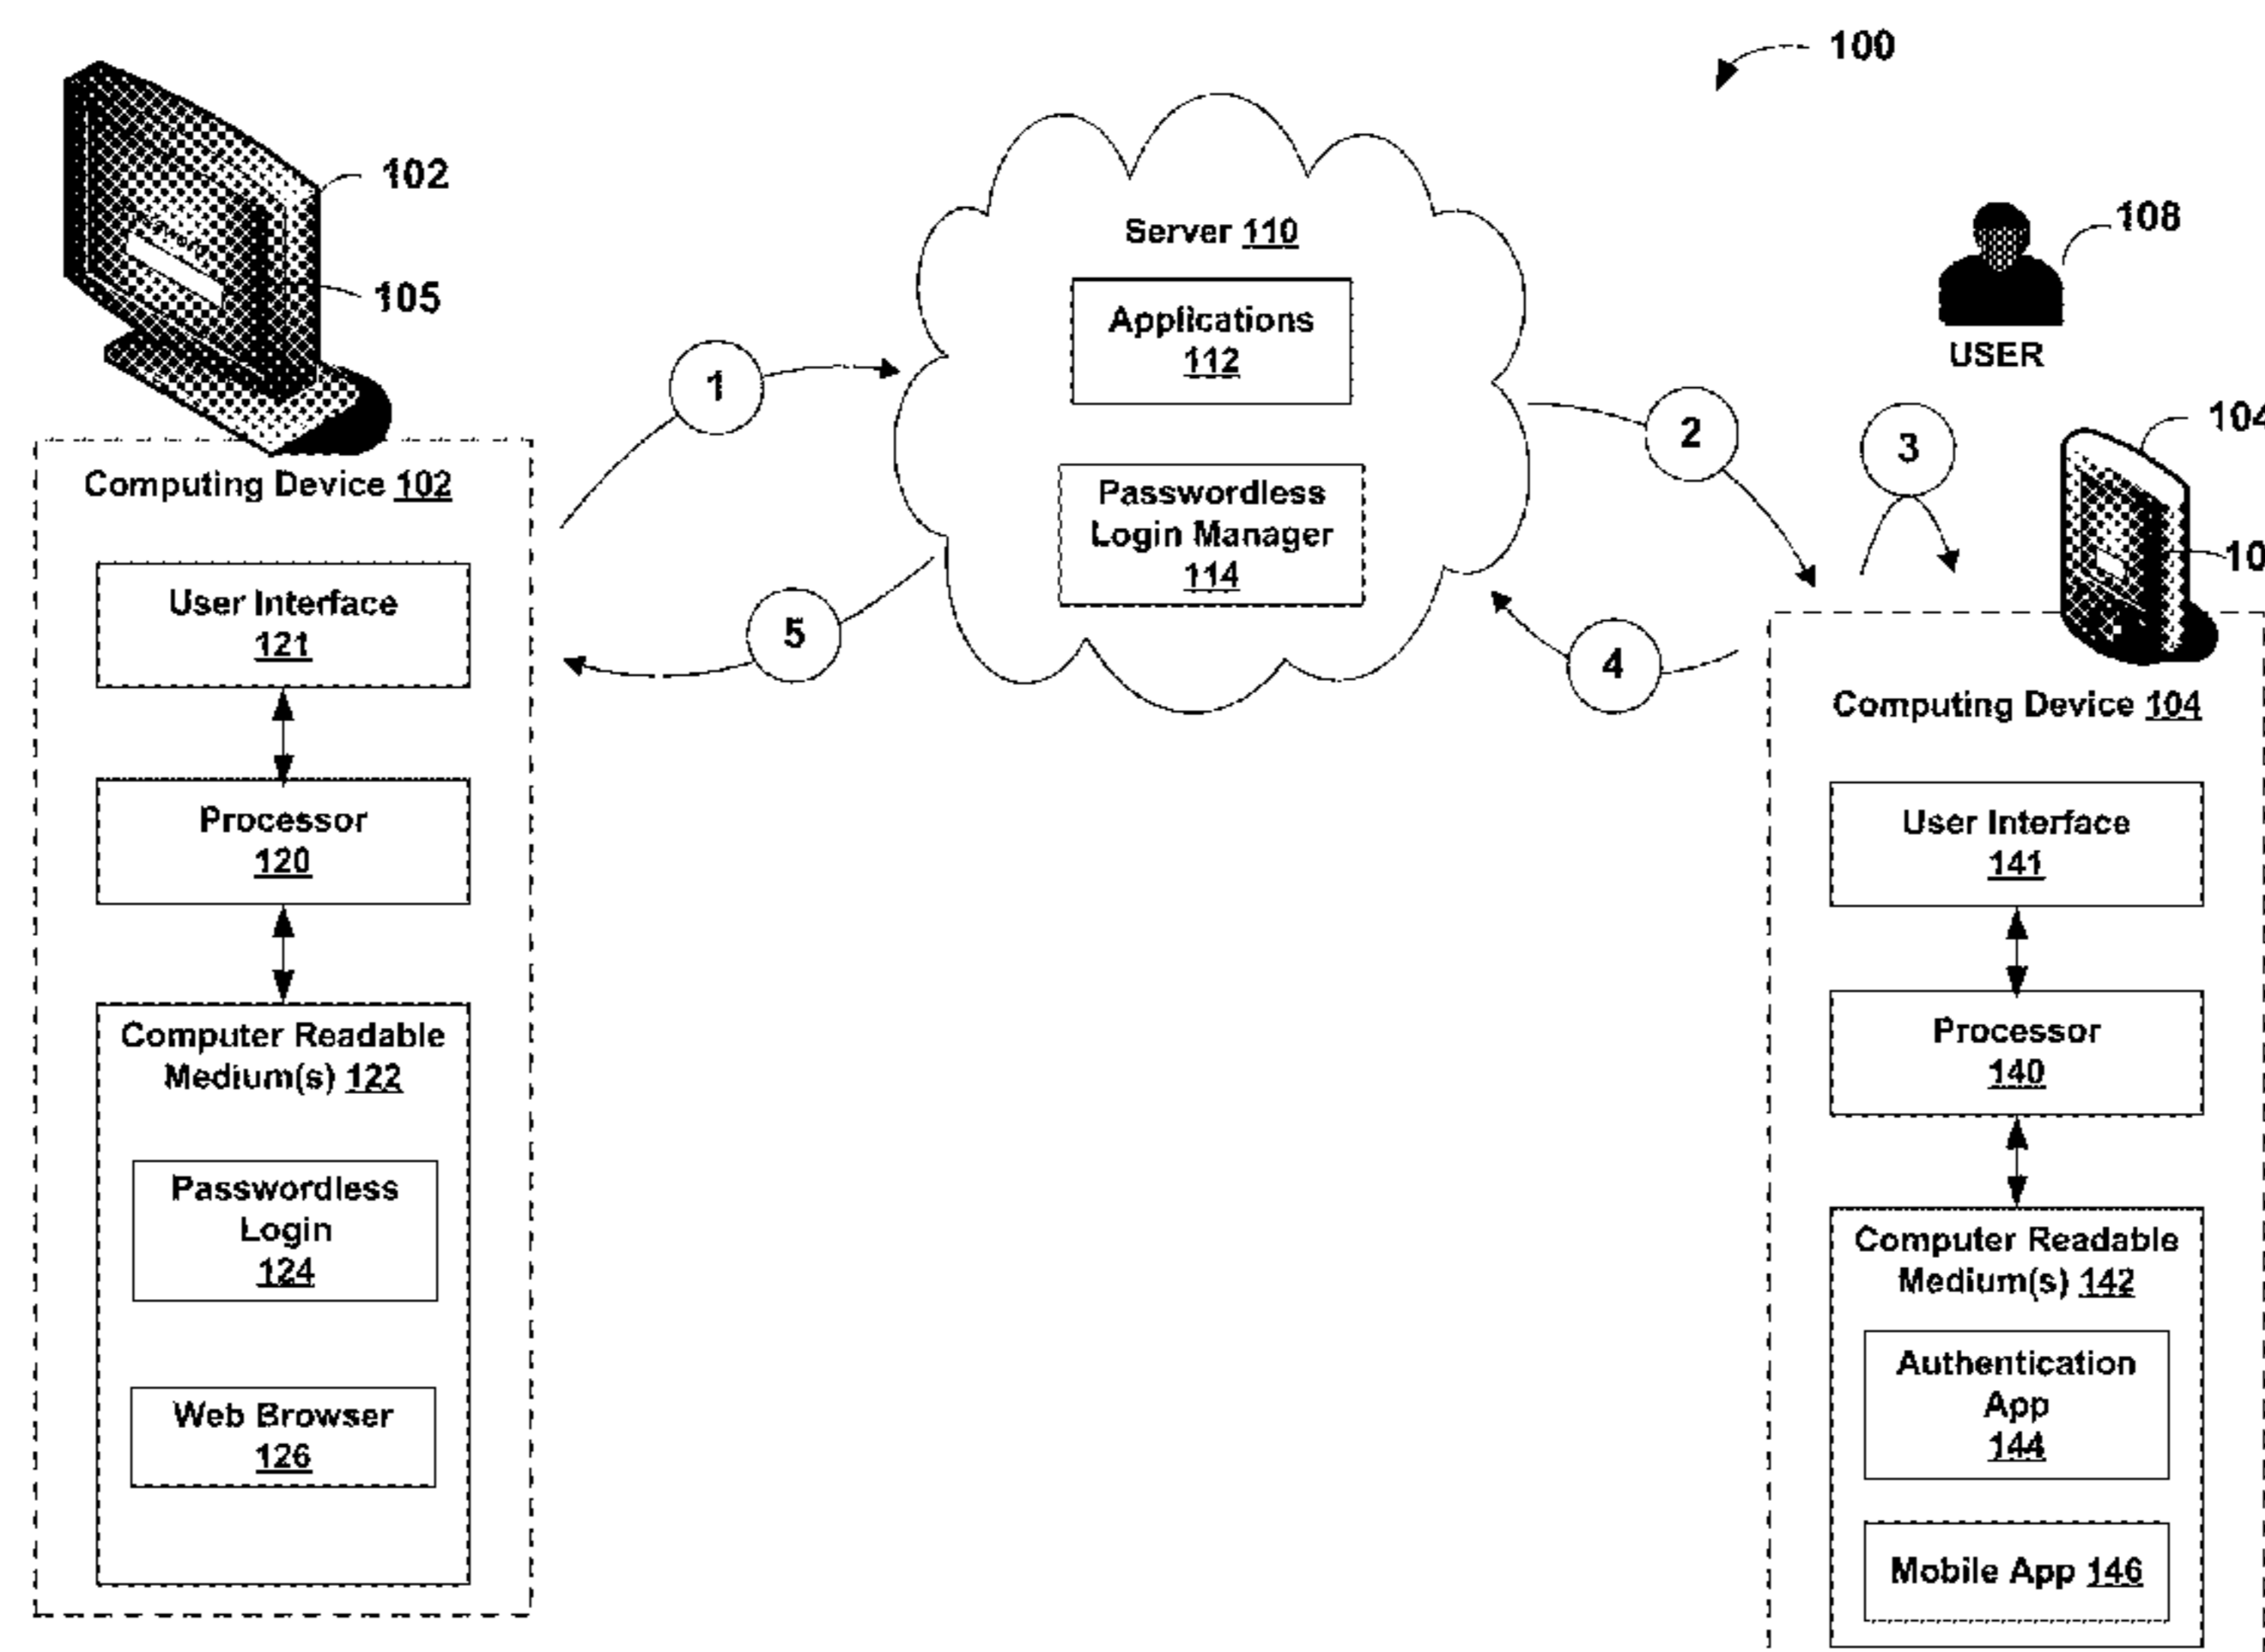 100
102
105
Server 110
Applications
112
Passwordless
Login Manager
114
108
USER
104
10
1
2
3
4
5
Computing Device 102
User Interface
121
Processor
120
Computer Readable
Medium(s) 122
Passwordless
Login
124
Web Browser
126
Computing Device 104
User Interface
141
Processor
140
Computer Readable
Medium(s) 142
Authentication
App
144
Mobile App 146